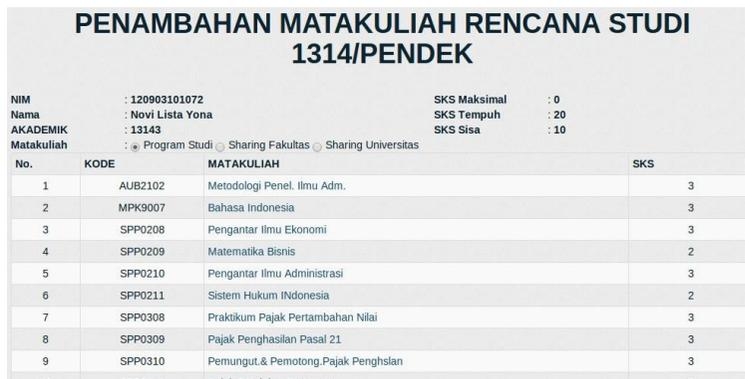 PENAMBAHAN MATAKULIAH RENCANA STUDI
1314/PENDEK
NIM : 120903101072 SKS Maksimal : 0
Nama : Novi Lista Yona SKS Tempuh : 20
AKADEMIK : 13143 SKS Sisa : 10
Matakuliah : Program Studi Sharing Fakultas Sharing Universitas
No. KODE MATAKULIAH SKS
1 AUB2102 Metodologi Penel. Ilmu Adm. 3
2 MPK9007 Bahasa Indonesia 3
3 SPP0208 Pengantar Ilmu Ekonomi 3
4 SPP0209 Matematika Bisnis 2
5 SPP0210 Pengantar Ilmu Administrasi 3
6 SPP0211 Sistem Hukum INdonesia 2
7 SPP0308 Praktikum Pajak Pertambahan Nilai 3
8 SPP0309 Pajak Penghasilan Pasal 21 3
9 SPP0310 Pemungut.& Pemotong.Pajak Penghslan 3